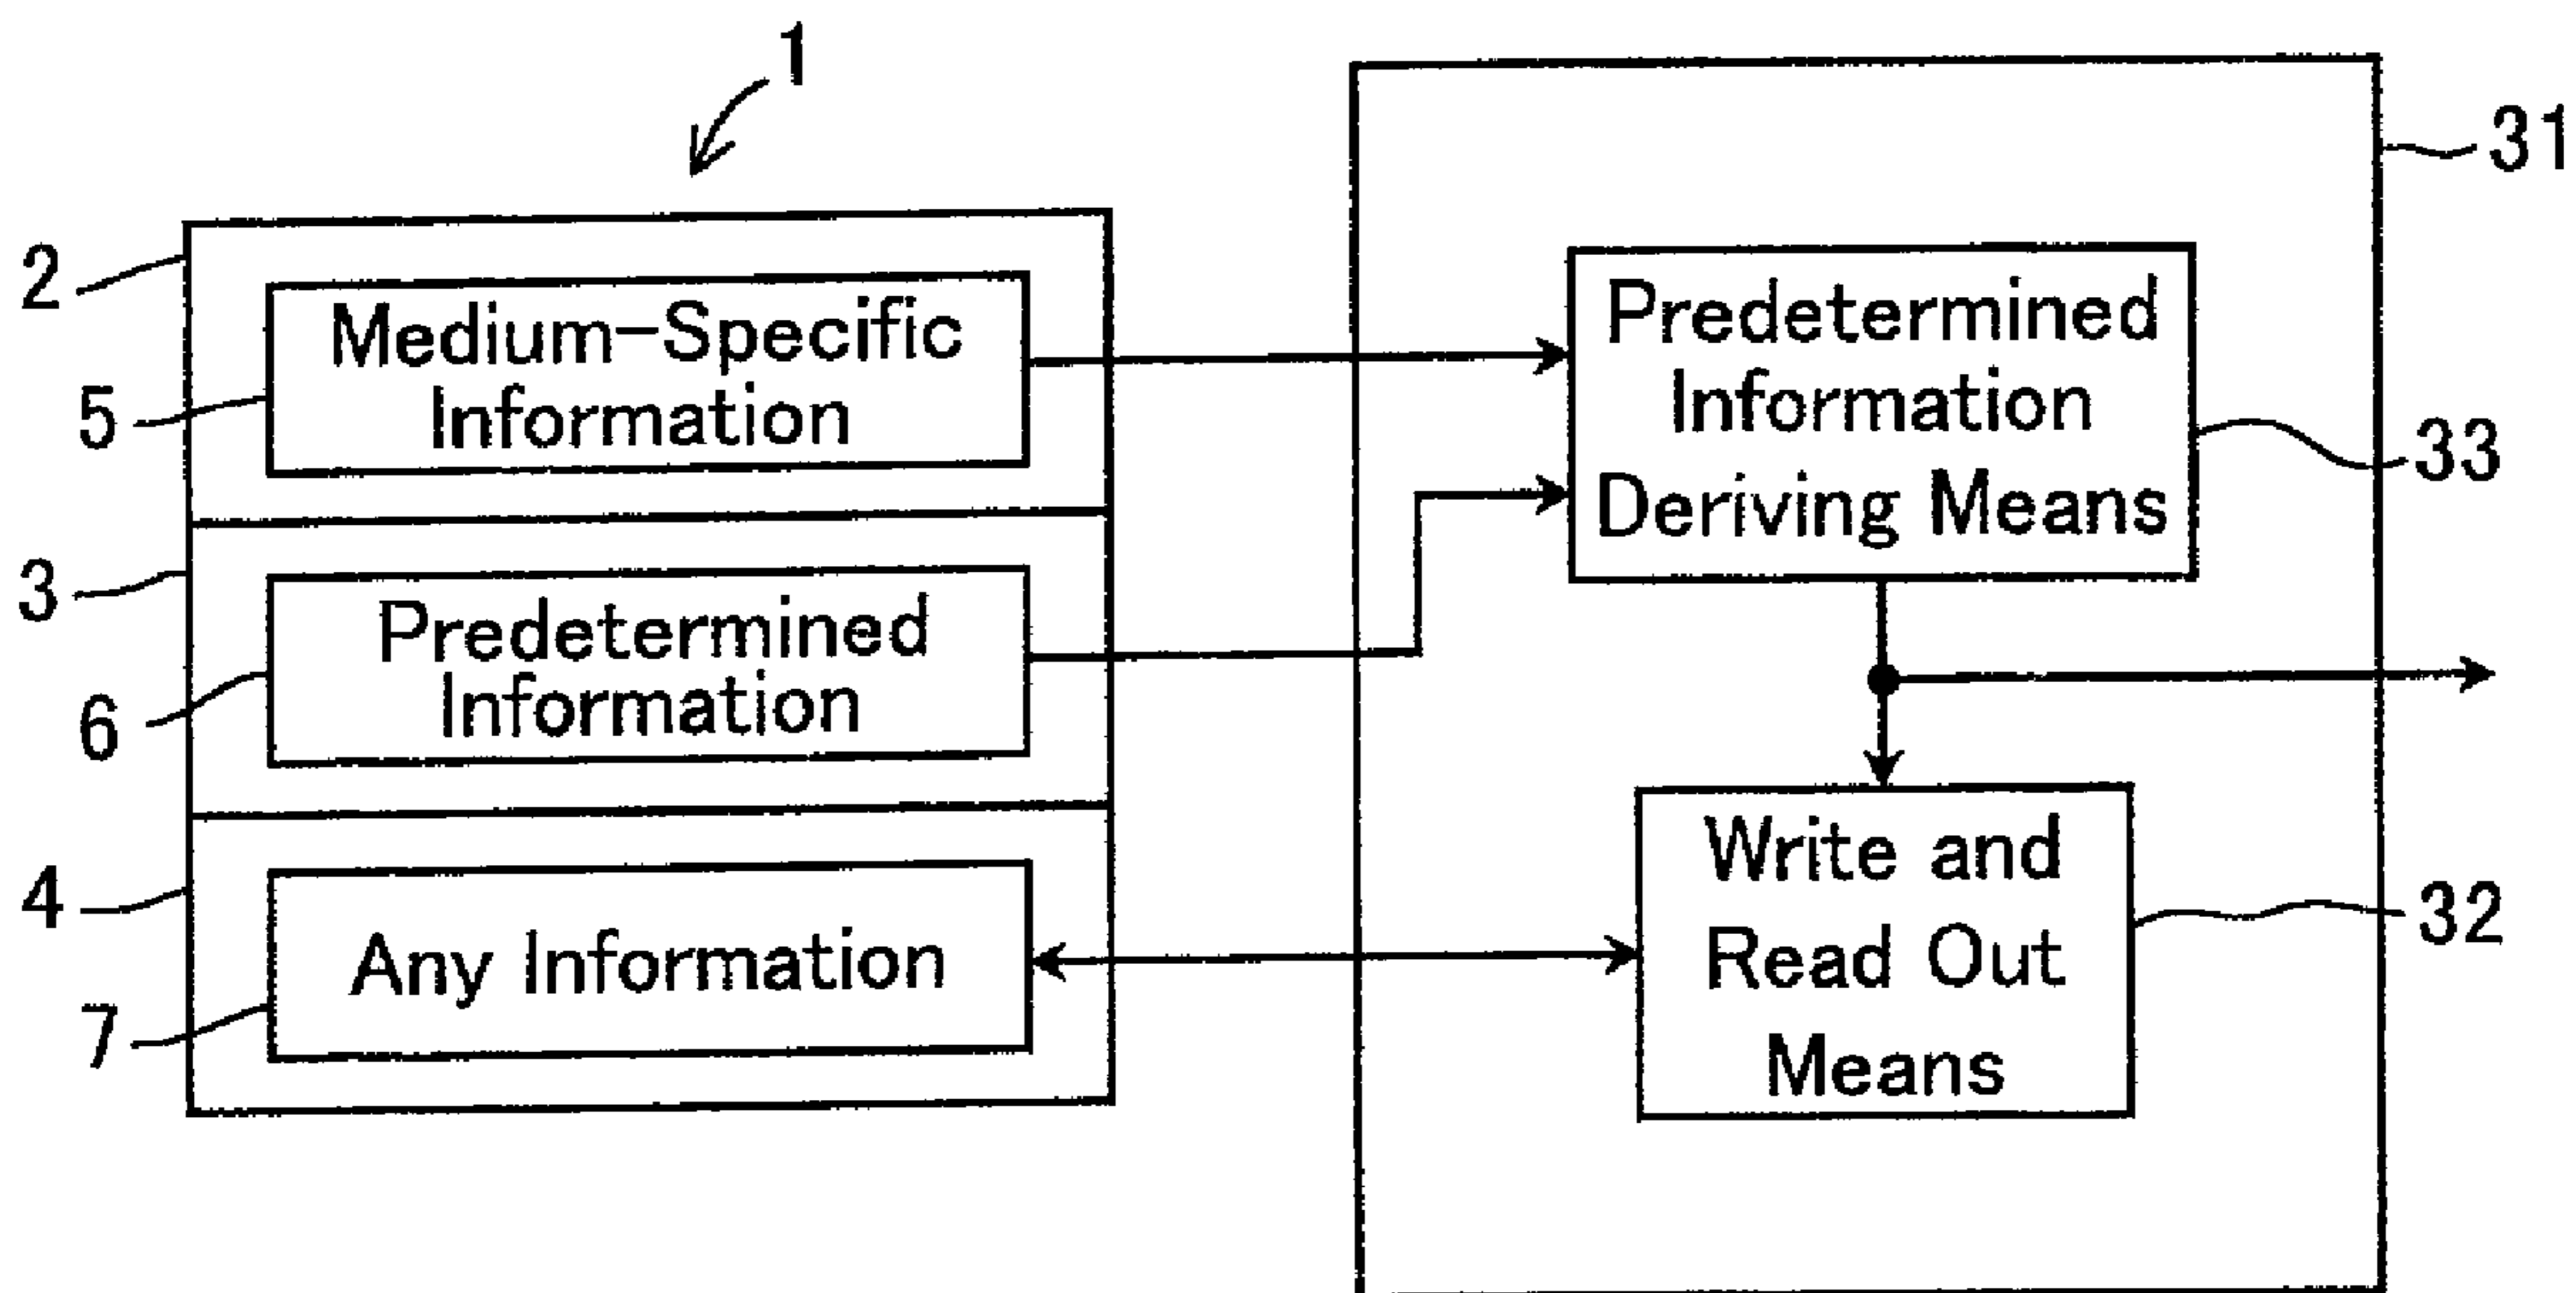 1
31
2
Medium-Specific
Information
5
Predetermined
Information
Deriving Means
33
3
Predetermined
Information
6
4
Any Information
7
Write and
Read Out
Means
32